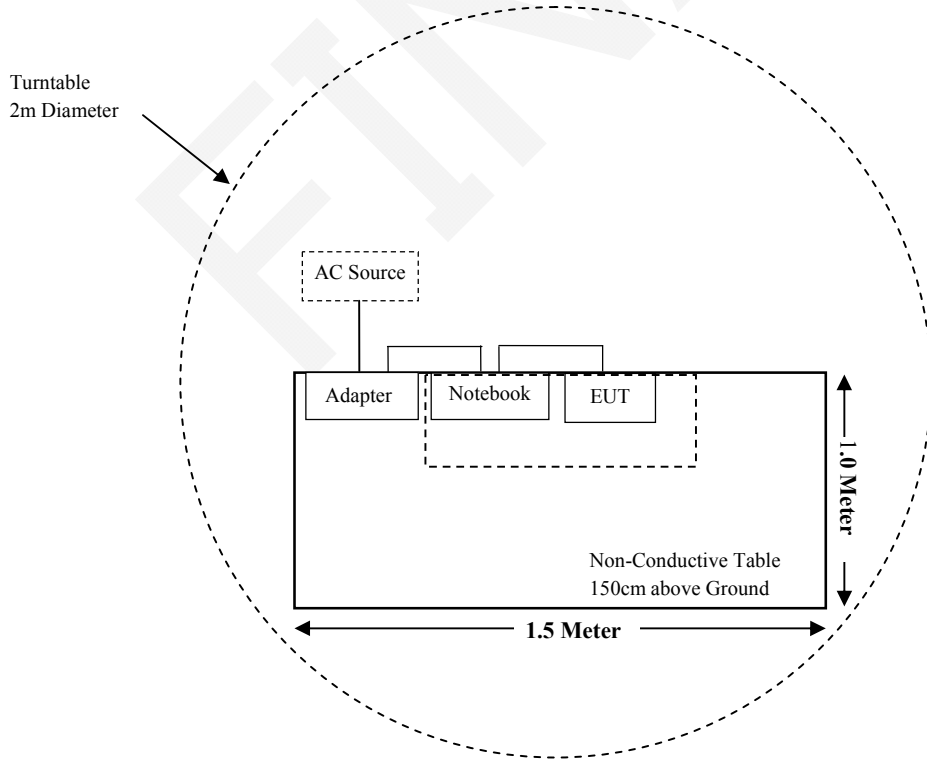 Turntable
2m Diameter
AC Source
Adapter
Notebook
EUT
1.0 Meter
Non-Conductive Table
150cm above Ground
1.5 Meter